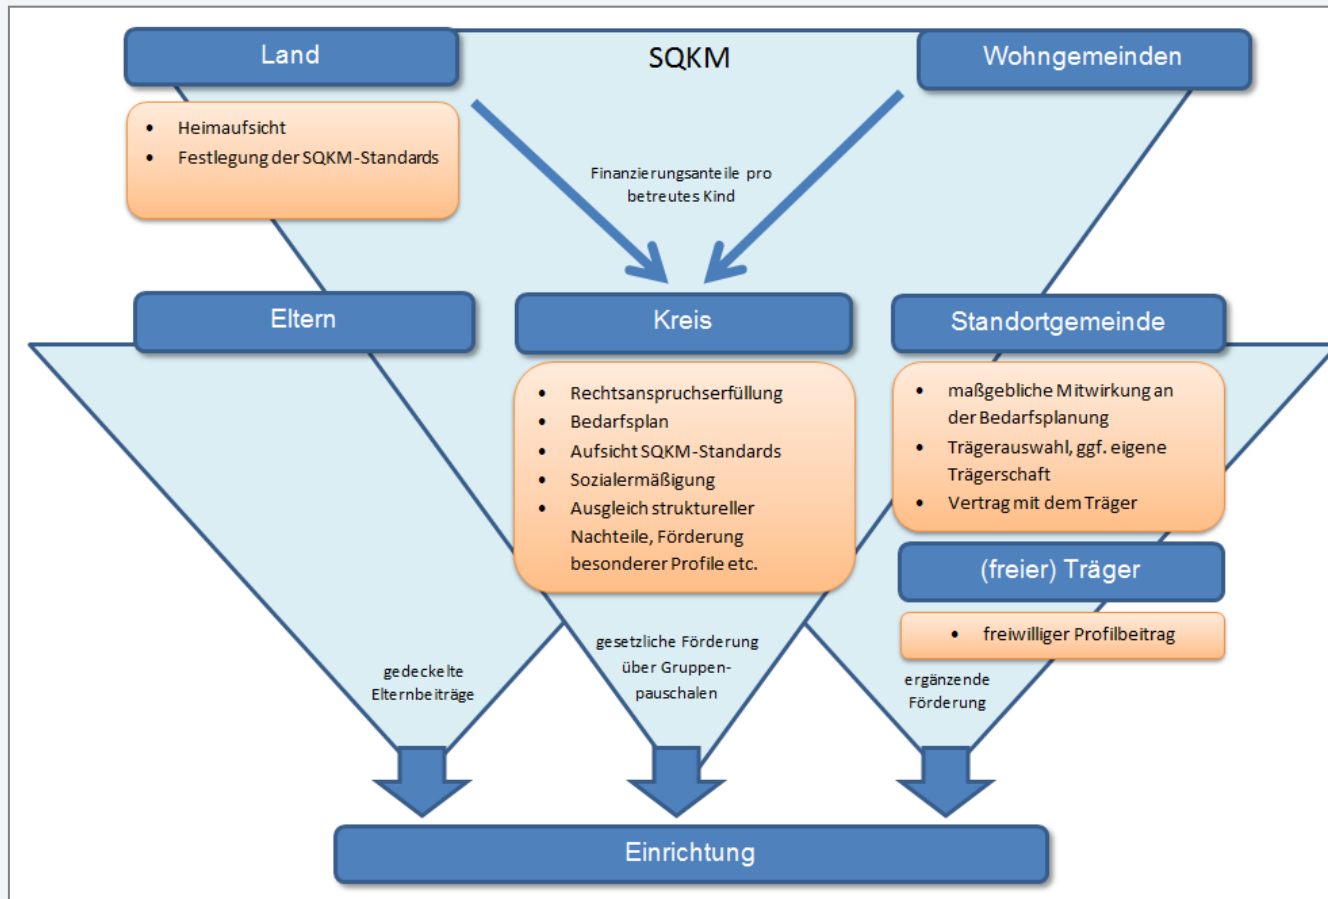 Land
SQKM
Wohngemeinden
• Heimaufsicht
• Festlegung der SQKM-Standards
Finanzierungsanteile pro
betreutes Kind
Eltern
Kreis
Standortgemeinde
• Rechtsanspruchserfüllung
• Bedarfsplan
• Aufsicht SQKM-Standards
• Sozialermäßigung
• Ausgleich struktureller
Nachteile, Förderung
besonderer Profile etc.
• maßgebliche Mitwirkung an
der Bedarfsplanung
• Trägerauswahl, ggf. eigene
Trägerschaft
• Vertrag mit dem Träger
(freier) Träger
• freiwilliger Profilbeitrag
gedeckelte
Elternbeiträge
gesetzliche Förderung
über Gruppen-
pauschalen
ergänzende
Förderung
Einrichtung